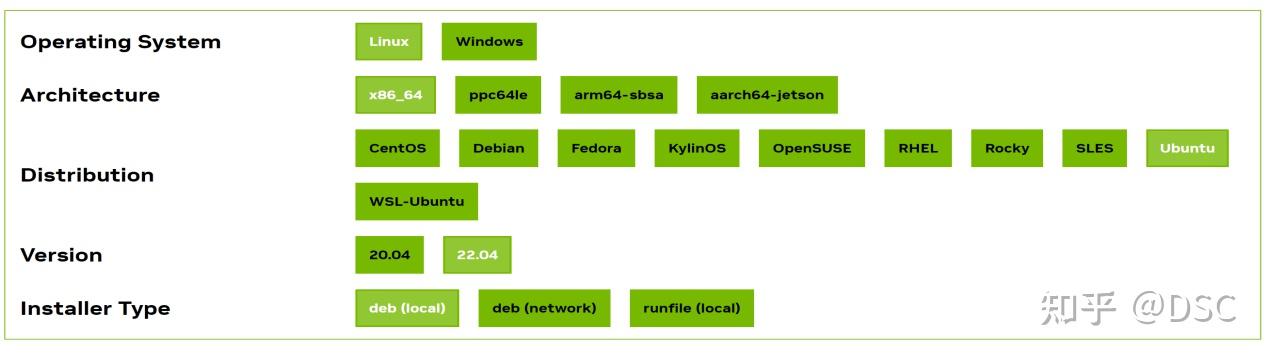 Operating System Linux Windows
Architecture x86_64 ppc64le arm64-sbsa aarch64-jetson
CentOS Debian Fedora KylinOS OpenSUSE RHEL Rocky SLES Ubuntu
Distribution
WSL-Ubuntu
Version 20.04 22.04
Installer Type deb (local) deb (network) runfile (local)
知乎 @DSC